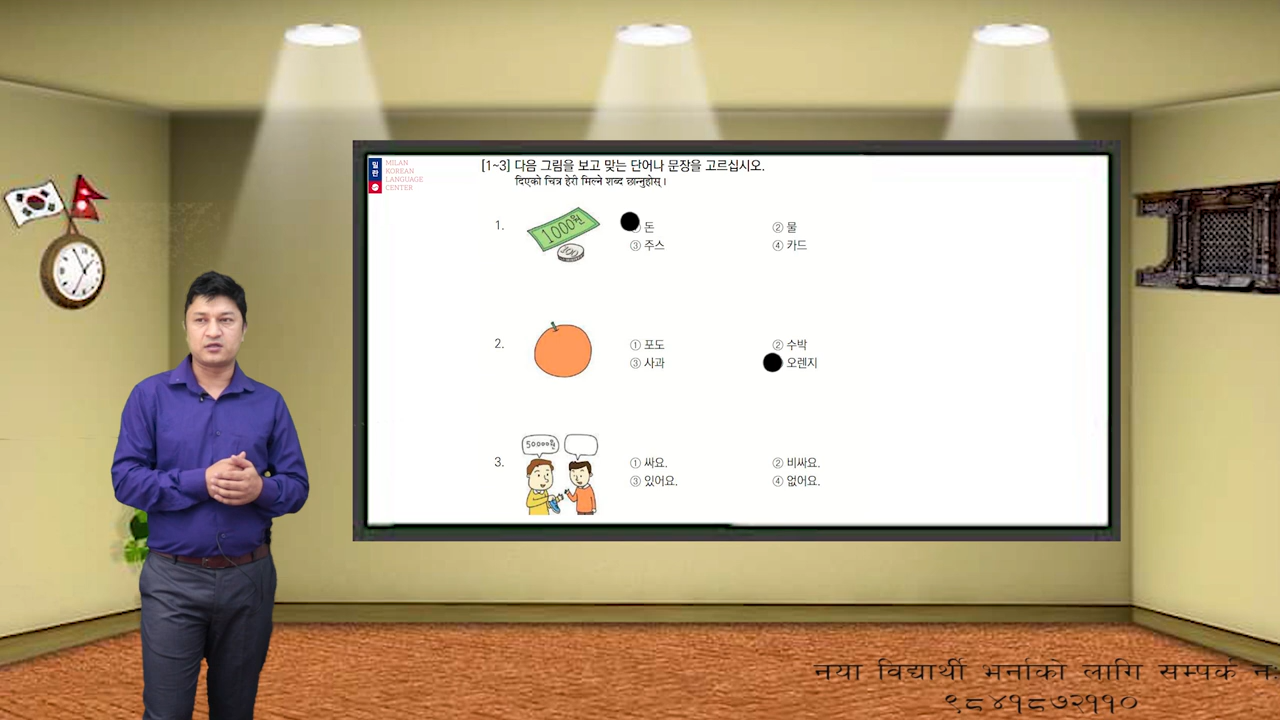 밀란
MILAN
KOREAN
LANGUAGE
CENTER
[1~3] 다음 그림을 보고 맞는 단어나 문장을 고르십시오.
दिएको चित्र हेरी मिल्ने शब्द छान्नुहोस् ।
1.
1000원
100
돈
② 물
③ 주스
④ 카드
2.
① 포도
② 수박
③ 사과
오렌지
3.
50,000원
① 싸요.
② 비싸요.
③ 있어요.
④ 없어요.
नया विद्यार्थी भर्नाको लागि सम्पर्क नं
९८४१८७२११०